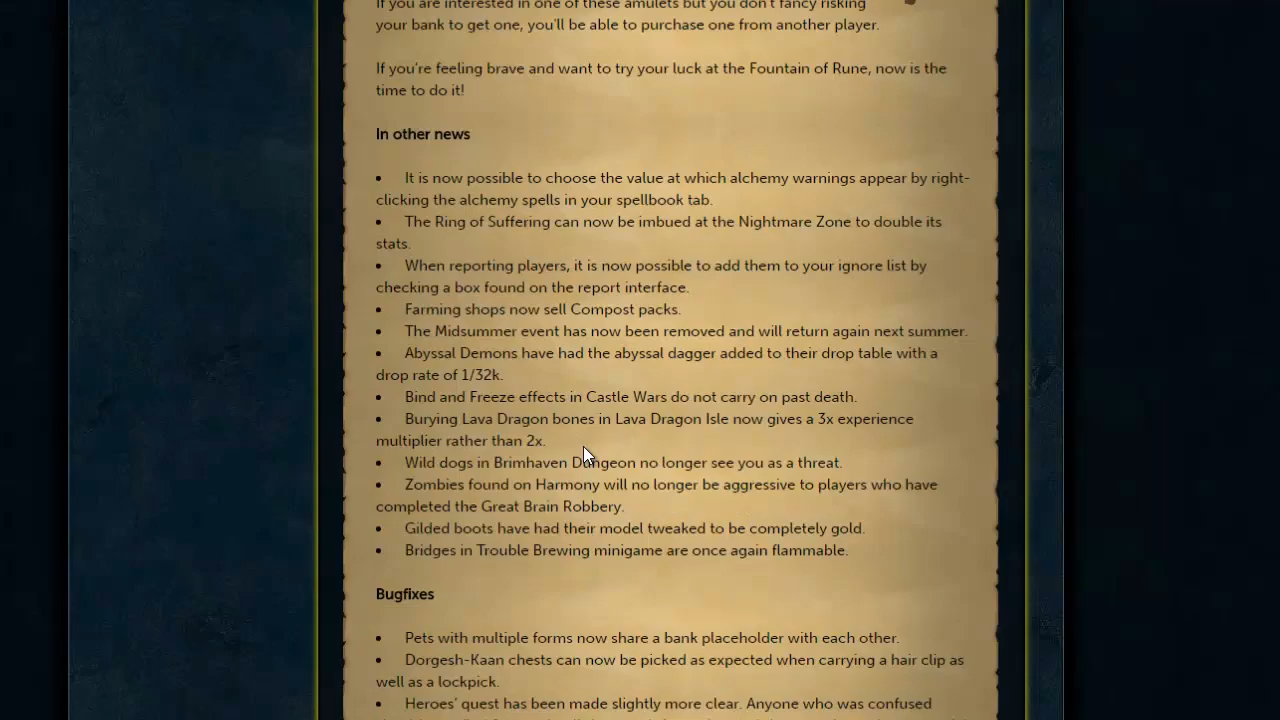 If you are interested in one of these amulets but you don't fancy risking
your bank to get one, you'll be able to purchase one from another player.
If you're feeling brave and want to try your luck at the Fountain of Rune, now is the
time to do it!
In other news
• It is now possible to choose the value at which alchemy warnings appear by right-
clicking the alchemy spells in your spellbook tab.
• The Ring of Suffering can now be imbued at the Nightmare Zone to double its
stats.
• When reporting players, it is now possible to add them to your ignore list by
checking a box found on the report interface.
• Farming shops now sell Compost packs.
• The Midsummer event has now been removed and will return again next summer.
• Abyssal Demons have had the abyssal dagger added to their drop table with a
drop rate of 1/32k.
• Bind and Freeze effects in Castle Wars do not carry on past death.
• Burying Lava Dragon bones in Lava Dragon Isle now gives a 3x experience
multiplier rather than 2x.
• Wild dogs in Brimhaven Dungeon no longer see you as a threat.
• Zombies found on Harmony will no longer be aggressive to players who have
completed the Great Brain Robbery.
• Gilded boots have had their model tweaked to be completely gold.
• Bridges in Trouble Brewing minigame are once again flammable.
Bugfixes
• Pets with multiple forms now share a bank placeholder with each other.
• Dorgesh-Kaan chests can now be picked as expected when carrying a hair clip as
well as a lockpick.
• Heroes' quest has been made slightly more clear. Anyone who was confused